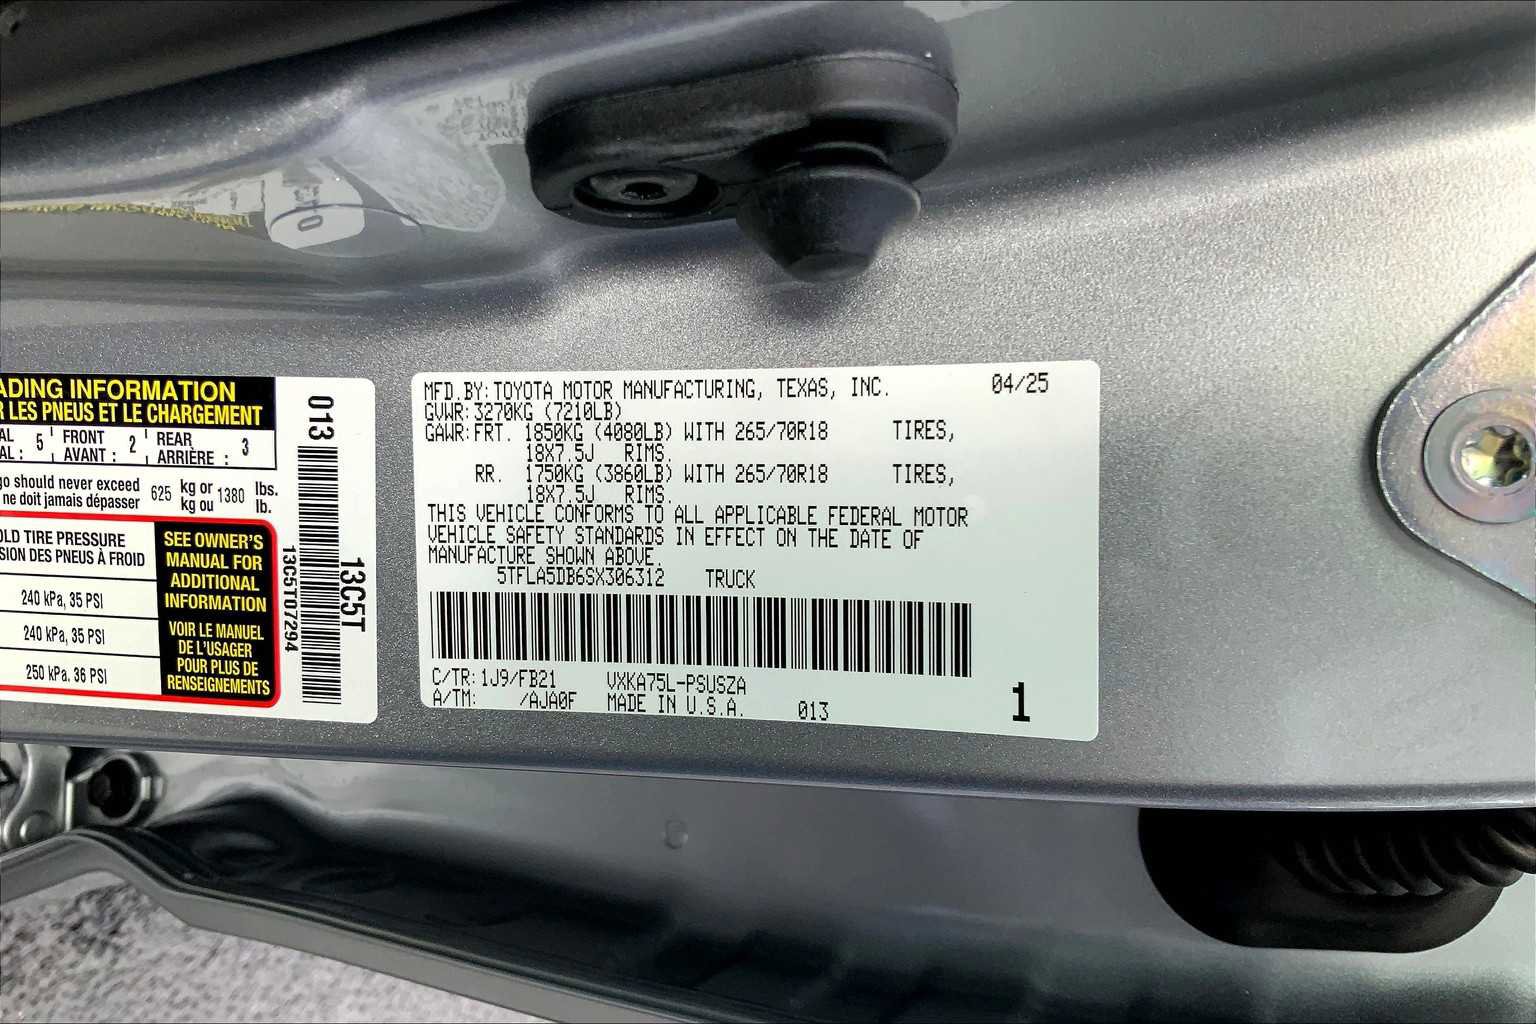 ADING INFORMATION
R LES PNEUS ET LE CHARGEMENT
AL 5 FRONT 2 REAR 3
AL : AVANT : ARRIÈRE :
go should never exceed 625 kg or 1380 lbs.
ne doit jamais dépasser kg ou lb.
OLD TIRE PRESSURE
SION DES PNEUS À FROID
240 kPa, 35 PSI
240 kPa, 35 PSI
250 kPa, 36 PSI
SEE OWNER'S
MANUAL FOR
ADDITIONAL
INFORMATION
VOIR LE MANUEL
DE L'USAGER
POUR PLUS DE
RENSEIGNEMENTS
013
13C5T
13C5T07294
MFD.BY:TOYOTA MOTOR MANUFACTURING, TEXAS, INC. 04/25
GVWR:3270KG (7210LB)
GAWR:FRT. 1850KG (4080LB) WITH 265/70R18 TIRES,
18X7.5J RIMS.
RR. 1750KG (3860LB) WITH 265/70R18 TIRES,
18X7.5J RIMS.
THIS VEHICLE CONFORMS TO ALL APPLICABLE FEDERAL MOTOR
VEHICLE SAFETY STANDARDS IN EFFECT ON THE DATE OF
MANUFACTURE SHOWN ABOVE.
5TFLA5DB6SX306312 TRUCK
C/TR:1J9/FB21 VXKA75L-PSUSZA
A/TM: /AJA0F MADE IN U.S.A. 013
1